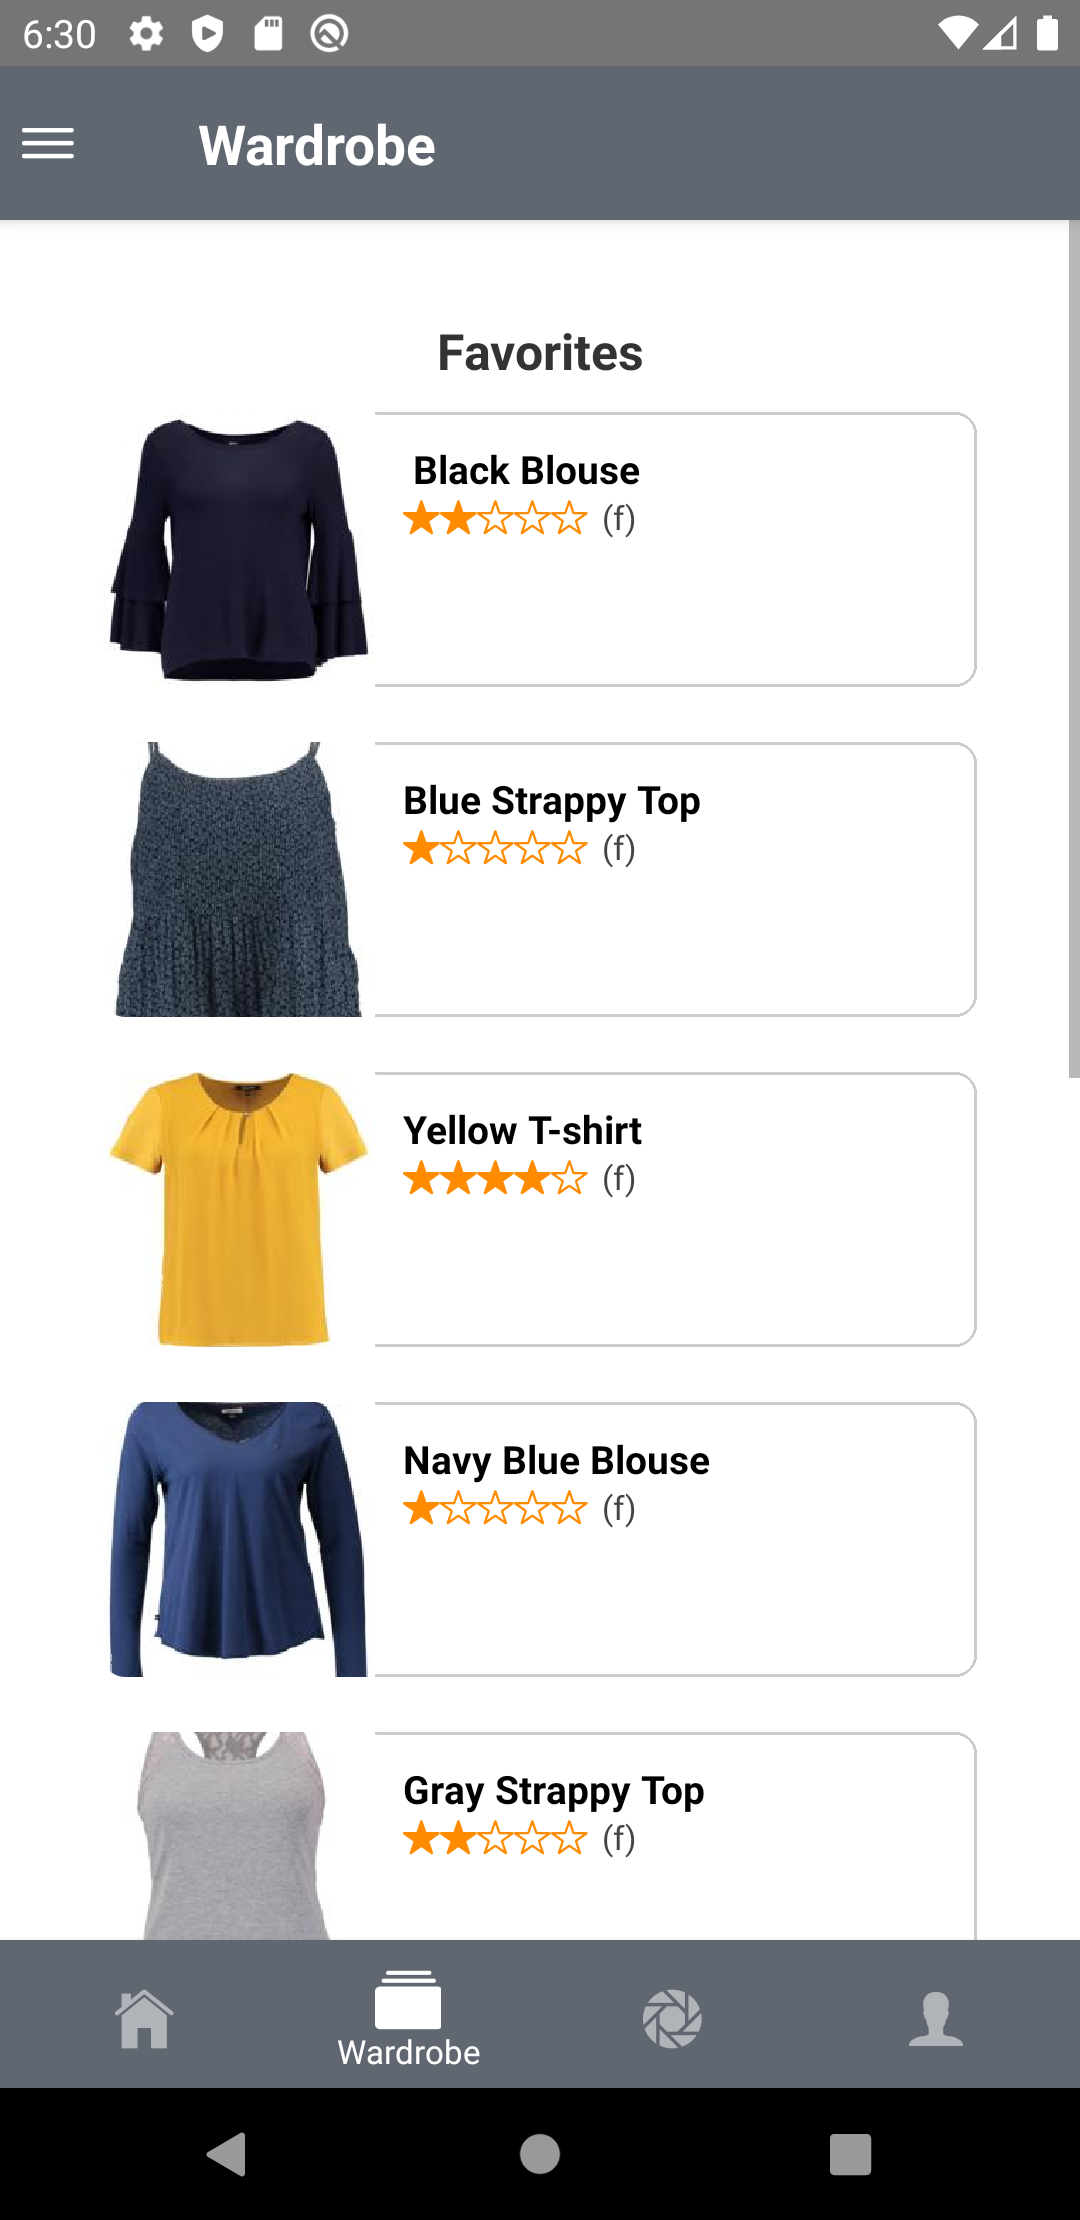 6:30
Wardrobe
Favorites
Black Blouse
(f)
Blue Strappy Top
(f)
Yellow T-shirt
(f)
Navy Blue Blouse
(f)
Gray Strappy Top
(f)
Wardrobe